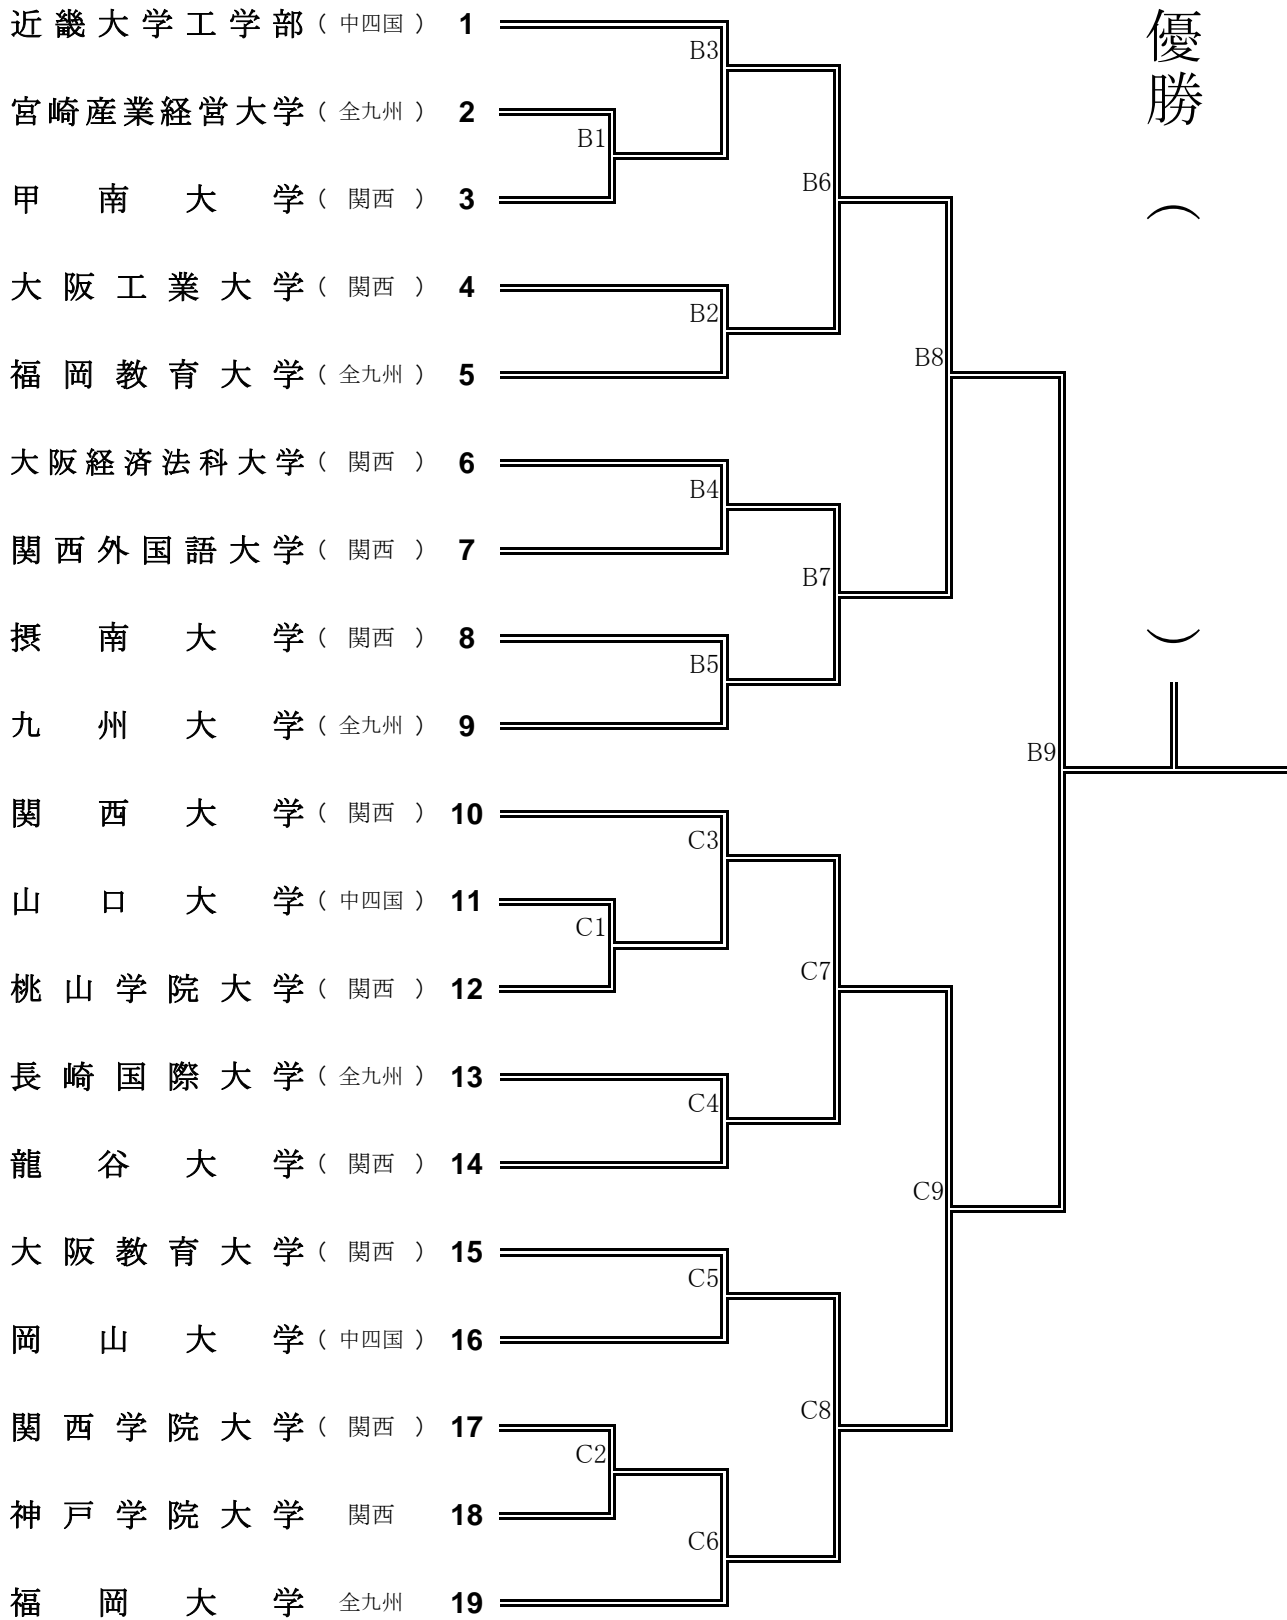 近畿大学工学部 ( 中四国 ) 1
B3
宮崎産業経営大学 ( 全九州 ) 2
B1
甲南大学 ( 関西 ) 3
B6
大阪工業大学 ( 関西 ) 4
B2
福岡教育大学 ( 全九州 ) 5
B8
大阪経済法科大学 ( 関西 ) 6
B4
関西外国語大学 ( 関西 ) 7
B7
摂南大学 ( 関西 ) 8
B5
九州大学 ( 全九州 ) 9
B9
関西大学 ( 関西 ) 10
C3
山口大学 ( 中四国 ) 11
C1
桃山学院大学 ( 関西 ) 12
C7
長崎国際大学 ( 全九州 ) 13
C4
龍谷大学 ( 関西 ) 14
C9
大阪教育大学 ( 関西 ) 15
C5
岡山大学 ( 中四国 ) 16
C8
関西学院大学 ( 関西 ) 17
C2
神戸学院大学 関西 18
C6
福岡大学 全九州 19
優勝 ( )